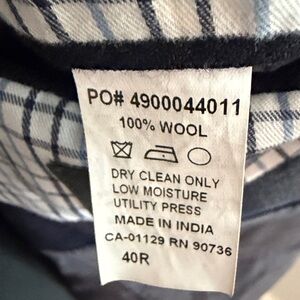 PO# 4900044011
100% WOOL
DRY CLEAN ONLY
LOW MOISTURE
UTILITY PRESS
MADE IN INDIA
CA-01129 RN 90736
40R